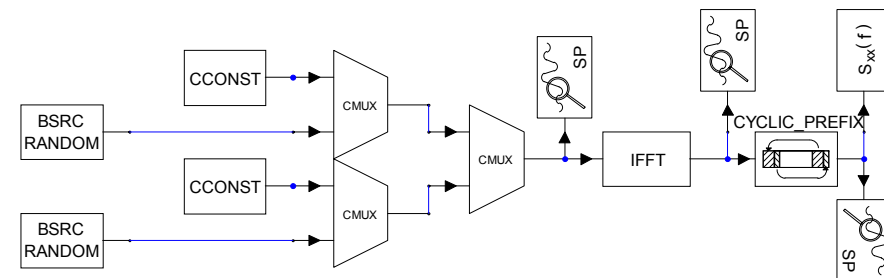 SP
SP
Sxx(f)
CCONST
CMUX
BSRC
RANDOM
CMUX
CYCLIC_PREFIX
IFFT
CCONST
CMUX
BSRC
RANDOM
SP